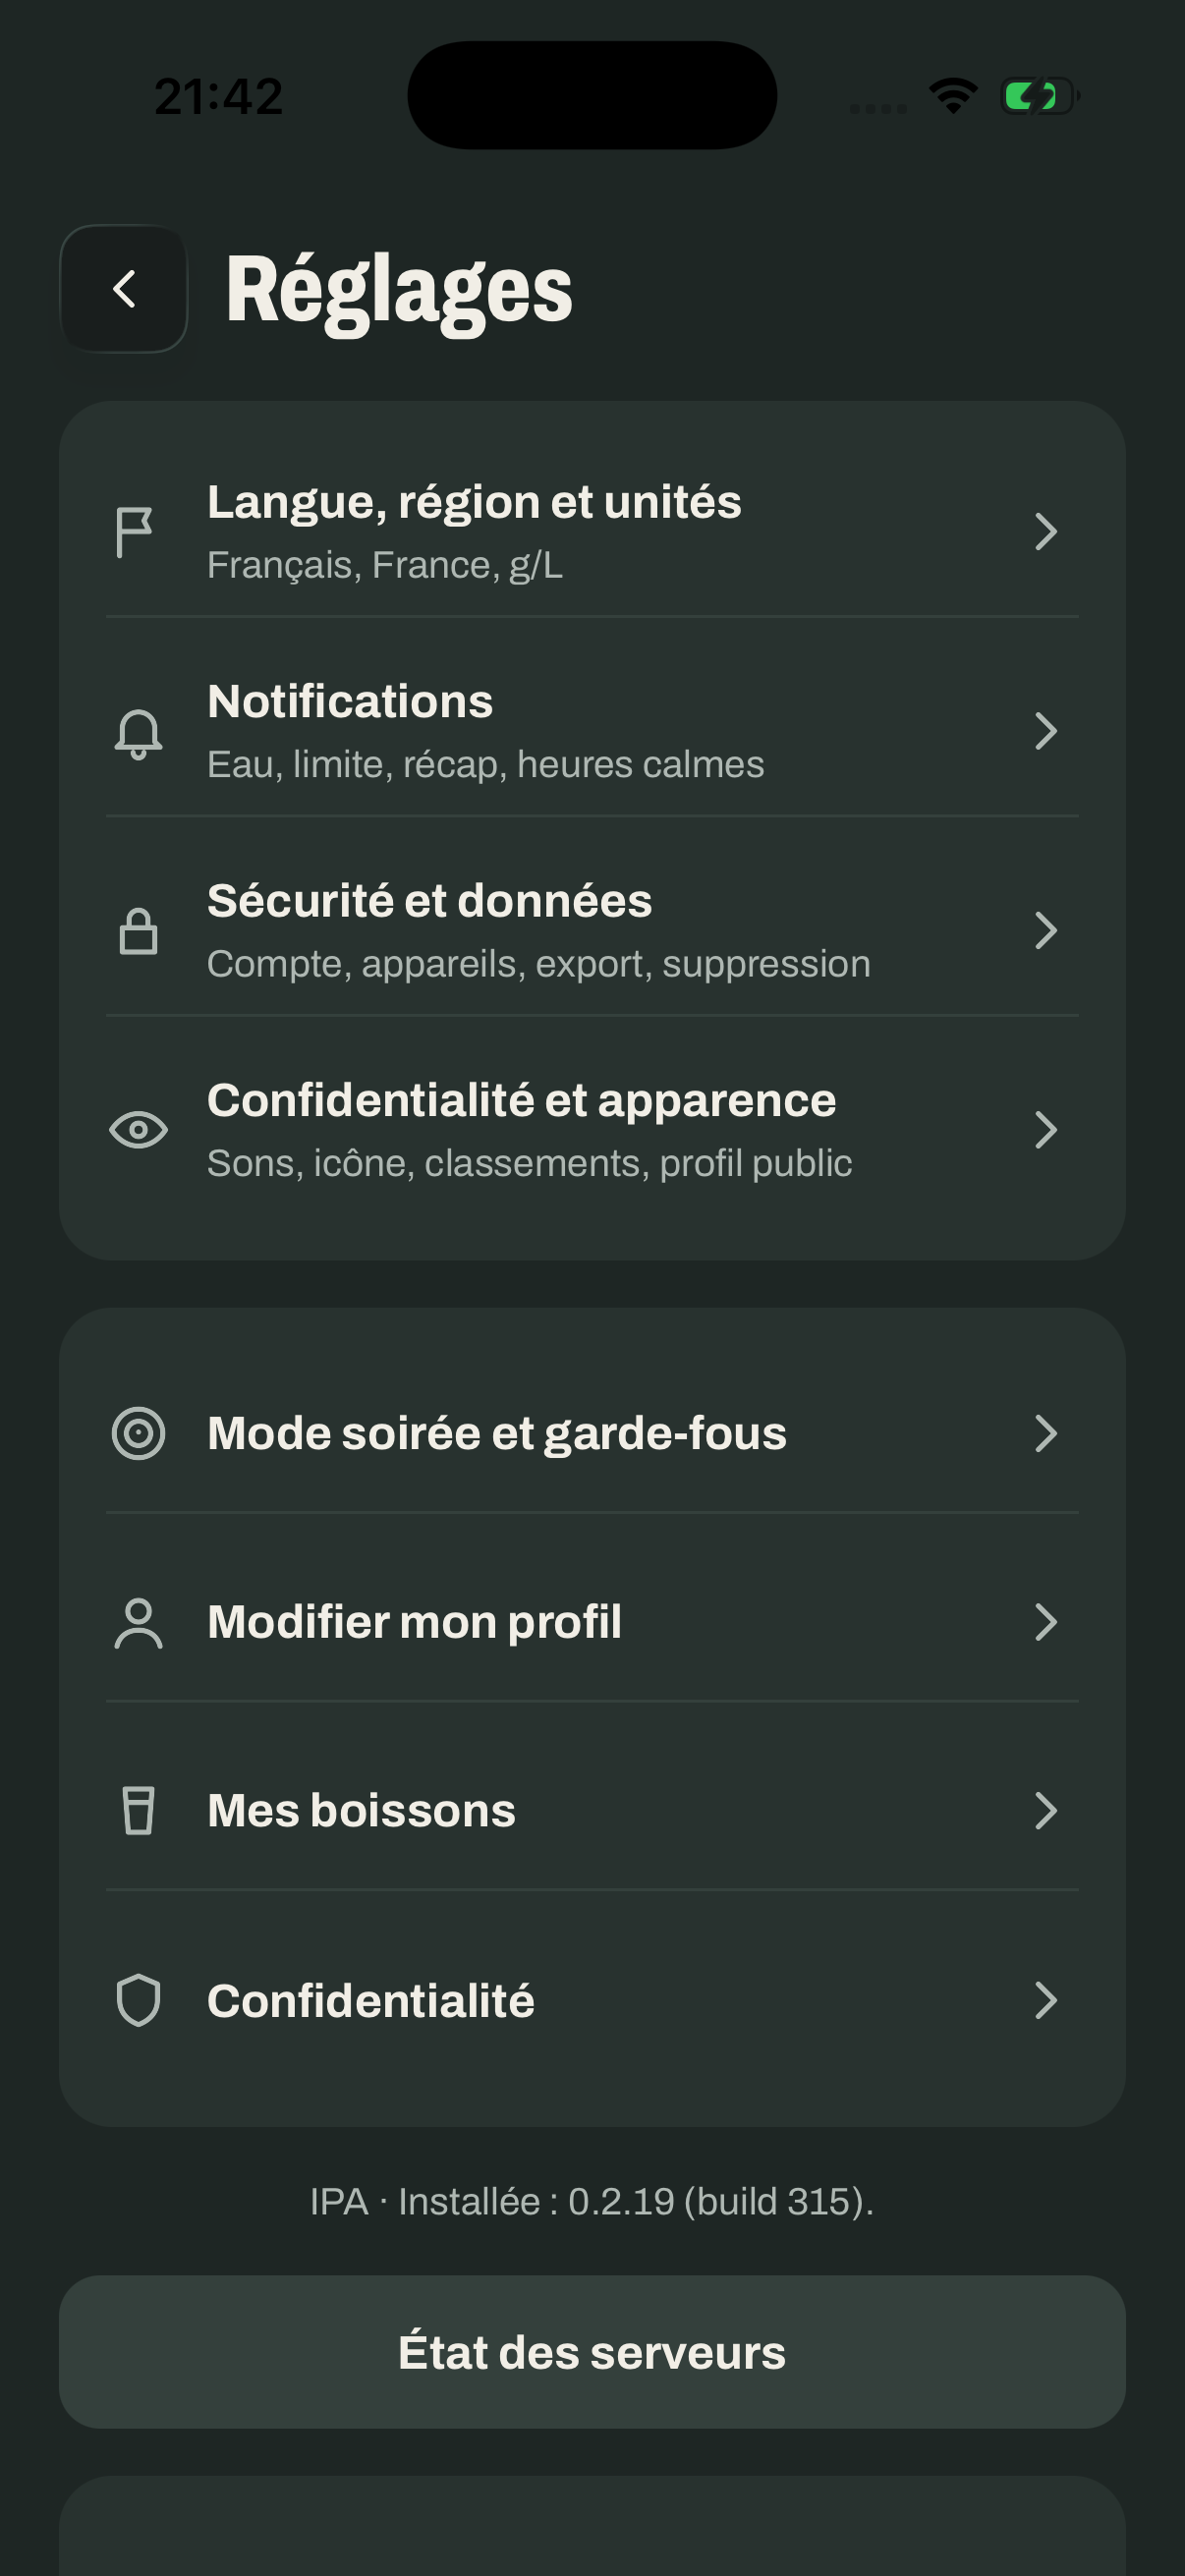 21:42
Réglages
Langue, région et unités
Français, France, g/L
Notifications
Eau, limite, récap, heures calmes
Sécurité et données
Compte, appareils, export, suppression
Confidentialité et apparence
Sons, icône, classements, profil public
Mode soirée et garde-fous
Modifier mon profil
Mes boissons
Confidentialité
IPA · Installée : 0.2.19 (build 315).
État des serveurs